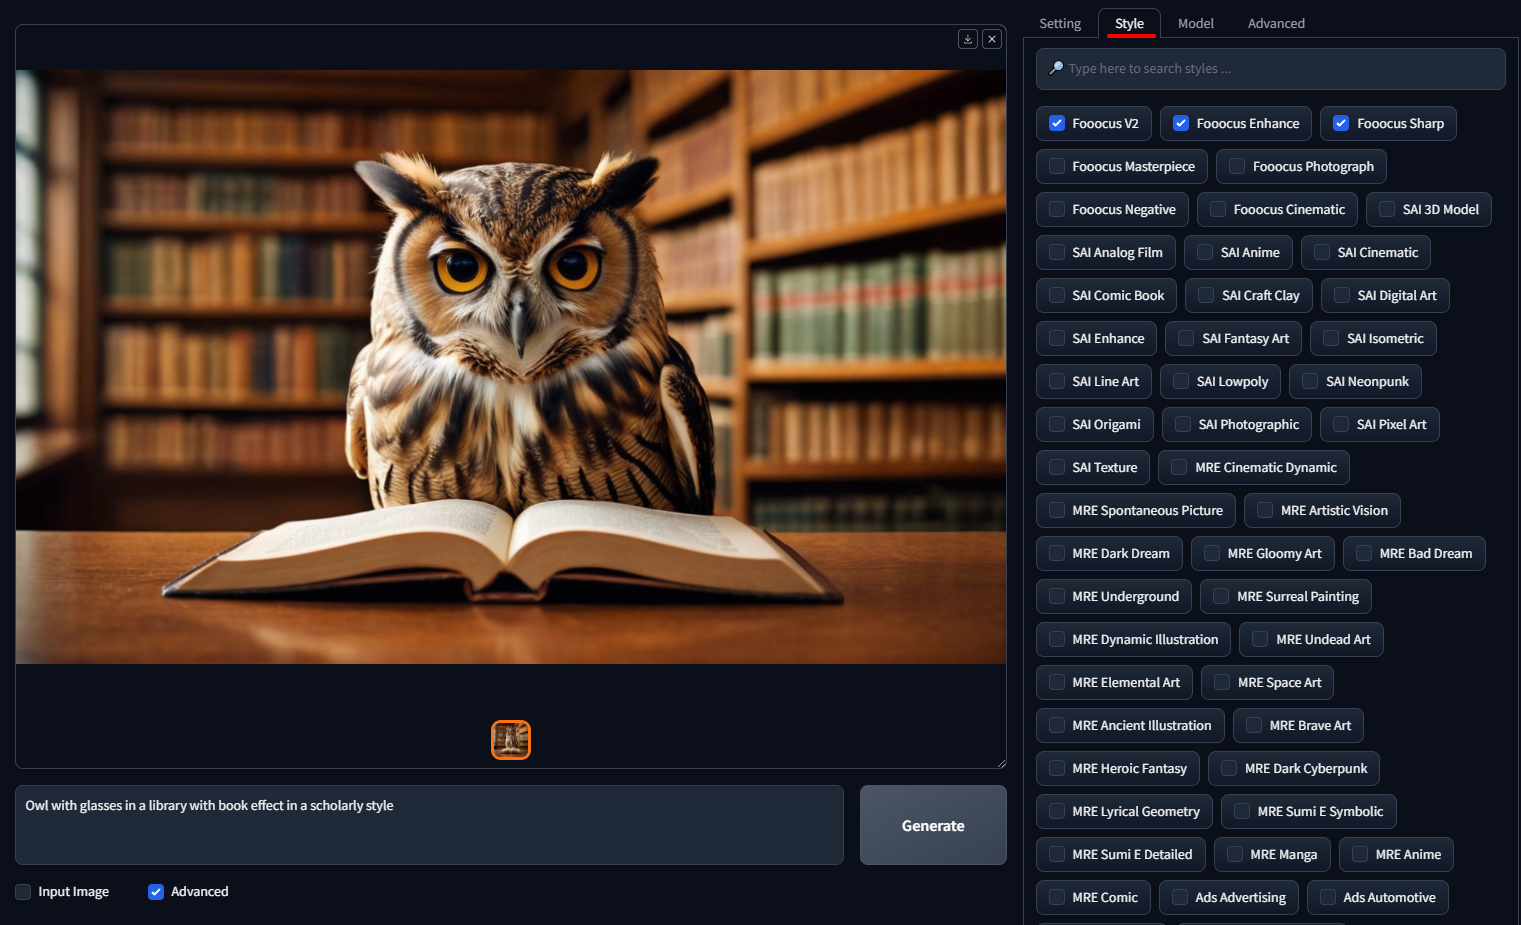 Setting Style Model Advanced
🔎 Type here to search styles ...
Fooocus V2 Fooocus Enhance Fooocus Sharp
Fooocus Masterpiece Fooocus Photograph
Fooocus Negative Fooocus Cinematic SAI 3D Model
SAI Analog Film SAI Anime SAI Cinematic
SAI Comic Book SAI Craft Clay SAI Digital Art
SAI Enhance SAI Fantasy Art SAI Isometric
SAI Line Art SAI Lowpoly SAI Neonpunk
SAI Origami SAI Photographic SAI Pixel Art
SAI Texture MRE Cinematic Dynamic
MRE Spontaneous Picture MRE Artistic Vision
MRE Dark Dream MRE Gloomy Art MRE Bad Dream
MRE Underground MRE Surreal Painting
MRE Dynamic Illustration MRE Undead Art
MRE Elemental Art MRE Space Art
MRE Ancient Illustration MRE Brave Art
MRE Heroic Fantasy MRE Dark Cyberpunk
MRE Lyrical Geometry MRE Sumi E Symbolic
MRE Sumi E Detailed MRE Manga MRE Anime
MRE Comic Ads Advertising Ads Automotive
Owl with glasses in a library with book effect in a scholarly style
Generate
Input Image Advanced